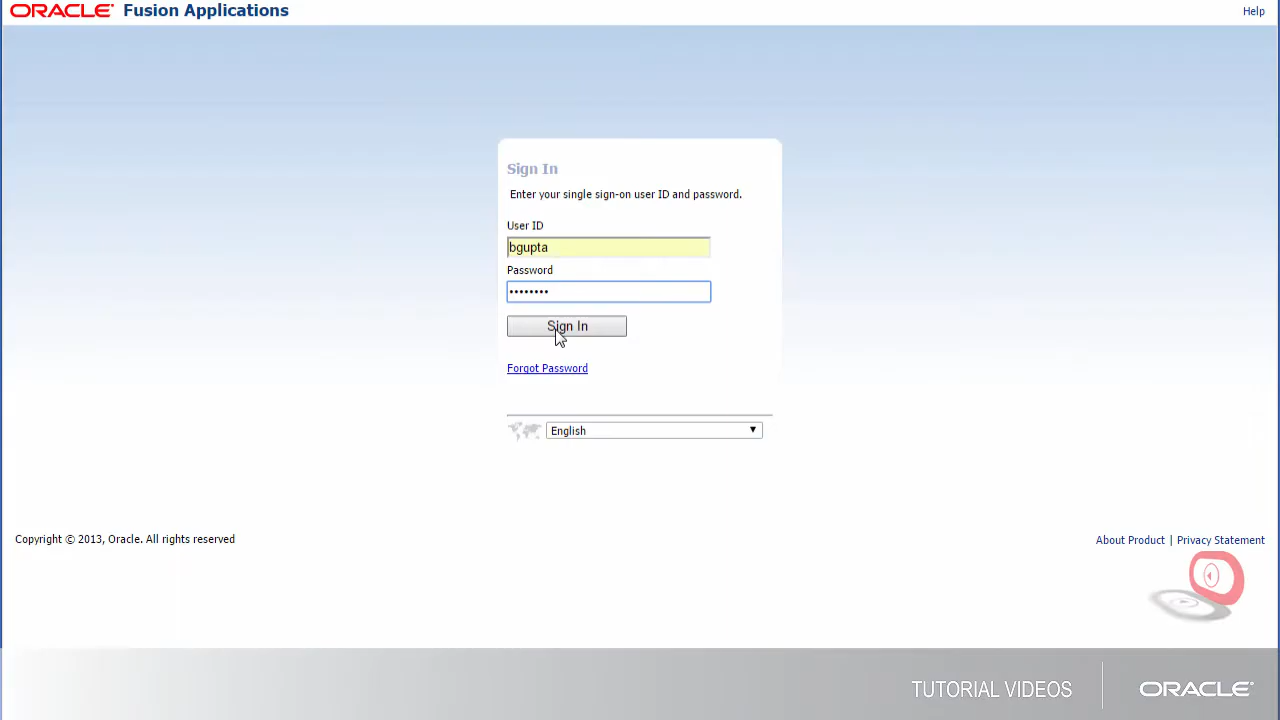 ORACLE Fusion Applications
Help
Sign In
Enter your single sign-on user ID and password.
User ID
bgupta
Password
••••••••
Sign In
Forgot Password
English
Copyright © 2013, Oracle. All rights reserved
About Product | Privacy Statement
TUTORIAL VIDEOS
ORACLE